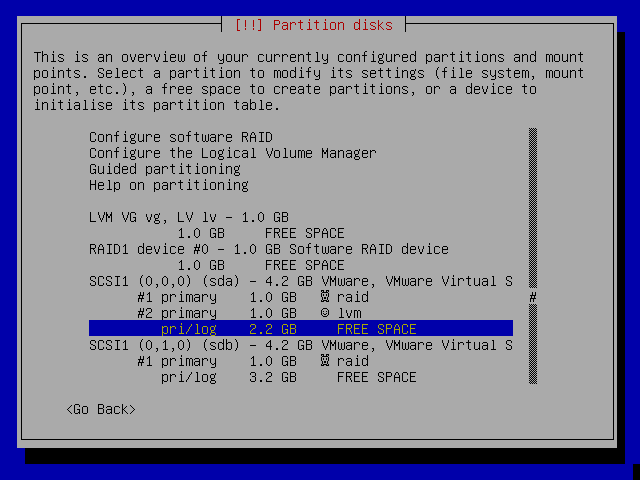 [!!] Partition disks
This is an overview of your currently configured partitions and mount
points. Select a partition to modify its settings (file system, mount
point, etc.), a free space to create partitions, or a device to
initialise its partition table.
Configure software RAID
Configure the Logical Volume Manager
Guided partitioning
Help on partitioning
LVM VG vg, LV lv – 1.0 GB
1.0 GB FREE SPACE
RAID1 device #0 – 1.0 GB Software RAID device
1.0 GB FREE SPACE
SCSI1 (0,0,0) (sda) – 4.2 GB VMware, VMware Virtual S
#1 primary 1.0 GB raid
#2 primary 1.0 GB ☺ lvm
pri/log 2.2 GB FREE SPACE
SCSI1 (0,1,0) (sdb) – 4.2 GB VMware, VMware Virtual S
#1 primary 1.0 GB raid
pri/log 3.2 GB FREE SPACE
<Go Back>